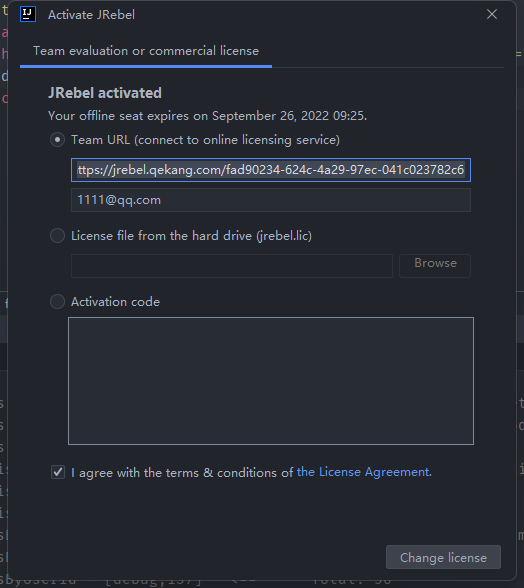 Activate JRebel
Team evaluation or commercial license
JRebel activated
Your offline seat expires on September 26, 2022 09:25.
Team URL (connect to online licensing service)
ttps://jrebel.qekang.com/fad90234-624c-4a29-97ec-041c023782c6
1111@qq.com
License file from the hard drive (jrebel.lic)
Browse
Activation code
I agree with the terms & conditions of the License Agreement.
Change license